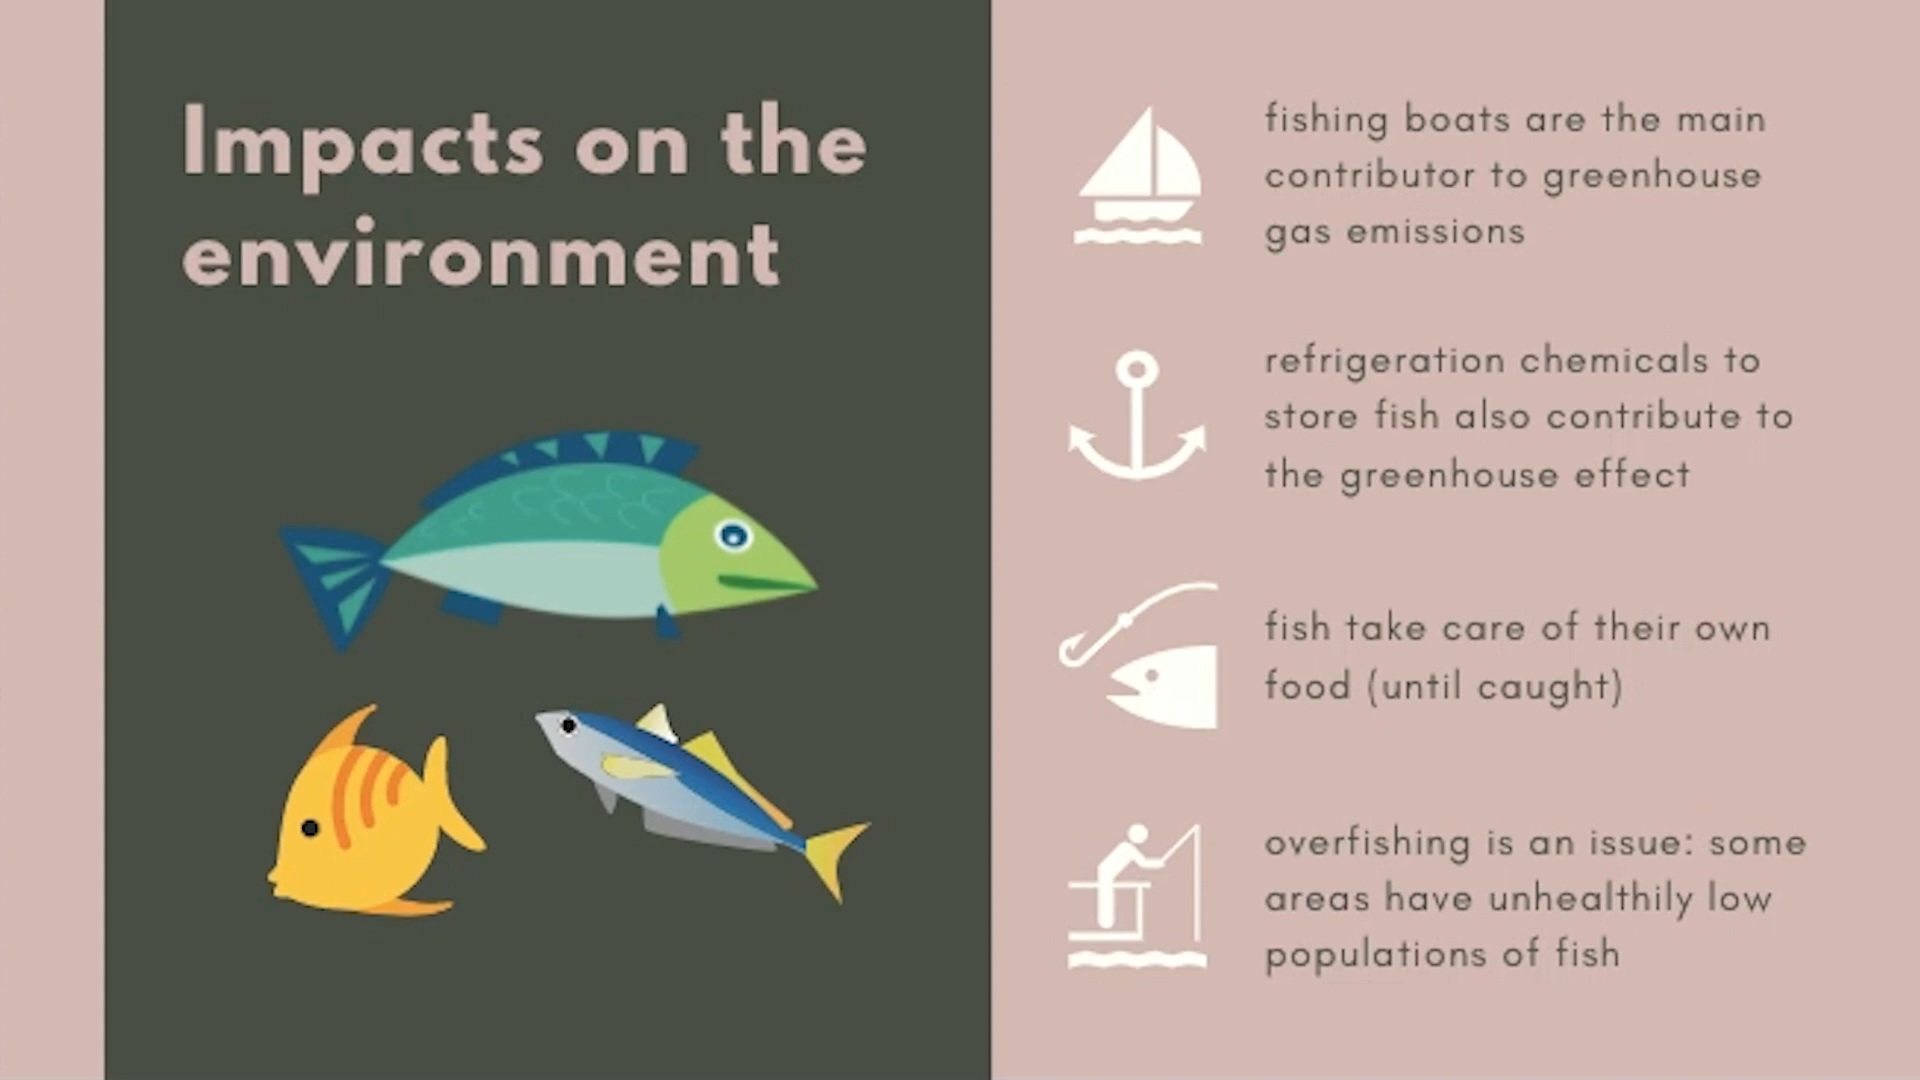 Impacts on the
environment
fishing boats are the main
contributor to greenhouse
gas emissions
refrigeration chemicals to
store fish also contribute to
the greenhouse effect
fish take care of their own
food (until caught)
overfishing is an issue: some
areas have unhealthily low
populations of fish